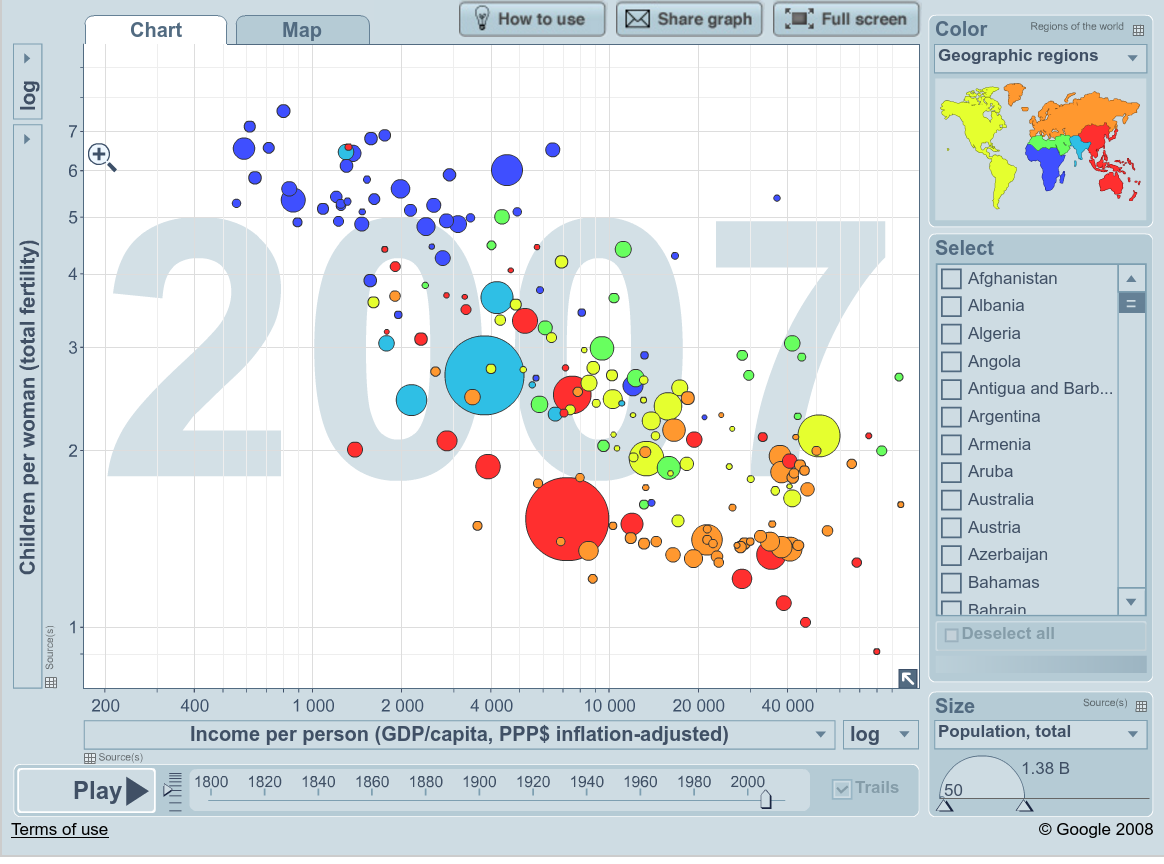 Chart
Map
How to use
Share graph
Full screen
Color
Regions of the world
Geographic regions
log
Children per woman (total fertility)
Source(s)
2007
7
6
5
4
3
2
1
200
400
1 000
2 000
4 000
10 000
20 000
40 000
Income per person (GDP/capita, PPP$ inflation-adjusted)
log
Source(s)
Select
Afghanistan
Albania
Algeria
Angola
Antigua and Barb...
Argentina
Armenia
Aruba
Australia
Austria
Azerbaijan
Bahamas
Bahrain
Deselect all
Size
Source(s)
Population, total
1.38 B
50
Play
1800
1820
1840
1860
1880
1900
1920
1940
1960
1980
2000
Trails
Terms of use
© Google 2008